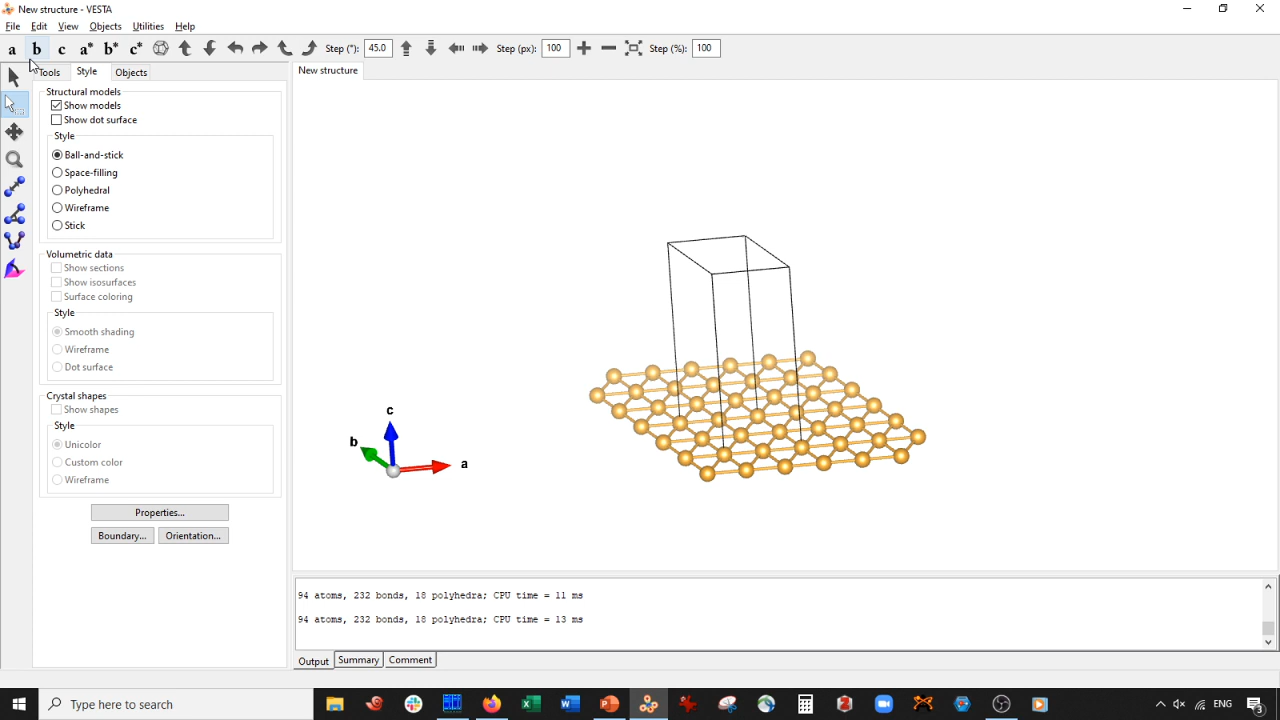 New structure - VESTA
File Edit View Objects Utilities Help
a b c a* b* c* Step (°): 45.0 Step (px): 100 Step (%): 100
Tools Style Objects
New structure
Structural models
Show models
Show dot surface
Style
Ball-and-stick
Space-filling
Polyhedral
Wireframe
Stick
Volumetric data
Show sections
Show isosurfaces
Surface coloring
Style
Smooth shading
Wireframe
Dot surface
Crystal shapes
Show shapes
Style
Unicolor
Custom color
Wireframe
Properties...
Boundary... Orientation...
c
b
a
94 atoms, 232 bonds, 18 polyhedra; CPU time = 11 ms
94 atoms, 232 bonds, 18 polyhedra; CPU time = 13 ms
Output Summary Comment
Type here to search
ENG
3